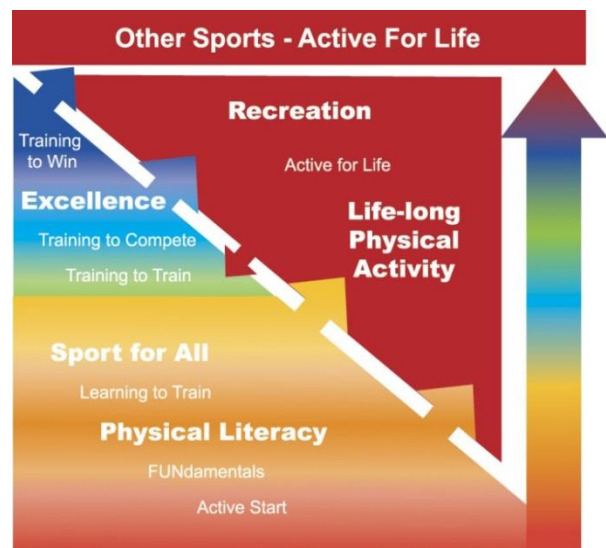 Other Sports - Active For Life
Recreation
Training
to Win
Active for Life
Excellence
Life-long
Physical
Activity
Training to Compete
Training to Train
Sport for All
Learning to Train
Physical Literacy
FUNdamentals
Active Start